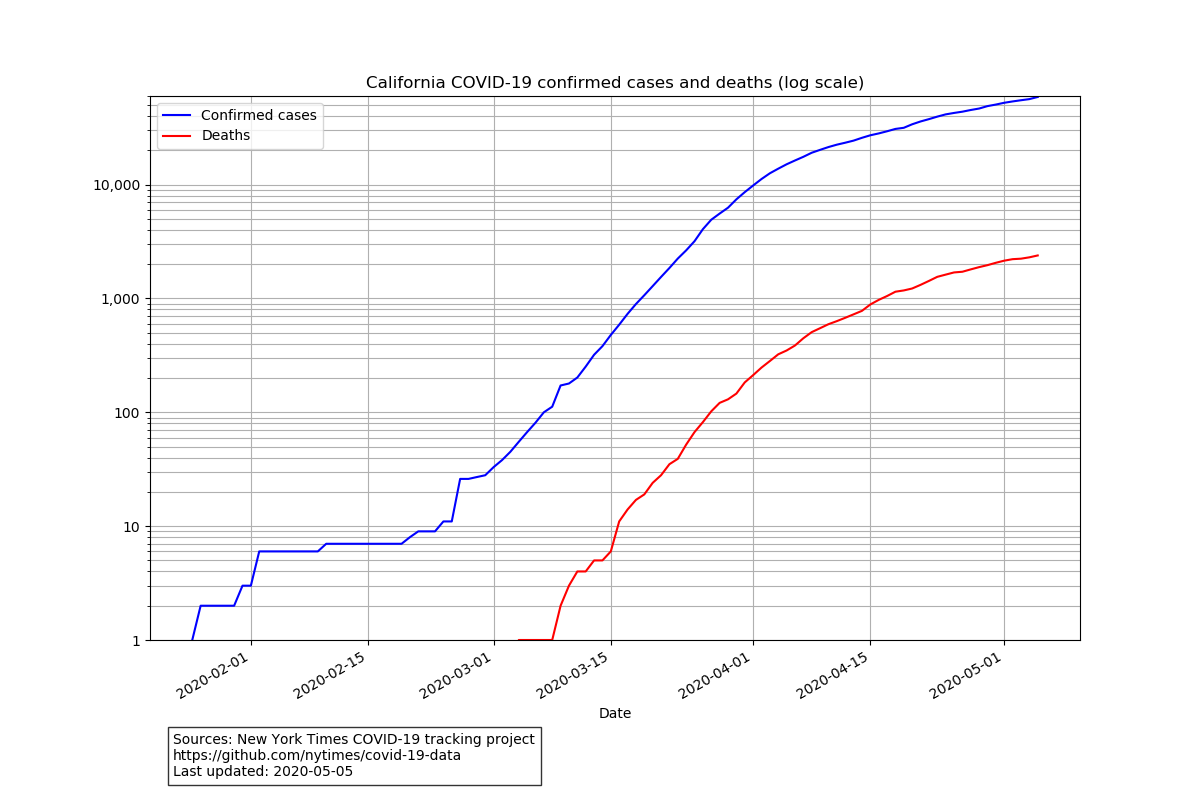 California COVID-19 confirmed cases and deaths (log scale)
Confirmed cases
Deaths
10,000
1,000
100
10
1
2020-02-01
2020-02-15
2020-03-01
2020-03-15
2020-04-01
2020-04-15
2020-05-01
Date
Sources: New York Times COVID-19 tracking project
https://github.com/nytimes/covid-19-data
Last updated: 2020-05-05